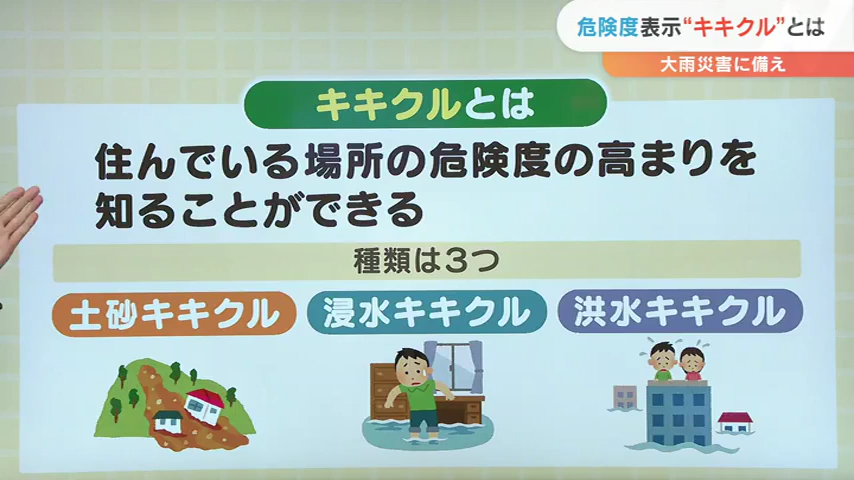 危険度表示“キキクル”とは
大雨災害に備え
キキクルとは
住んでいる場所の危険度の高まりを
知ることができる
種類は3つ
土砂キキクル
浸水キキクル
洪水キキクル